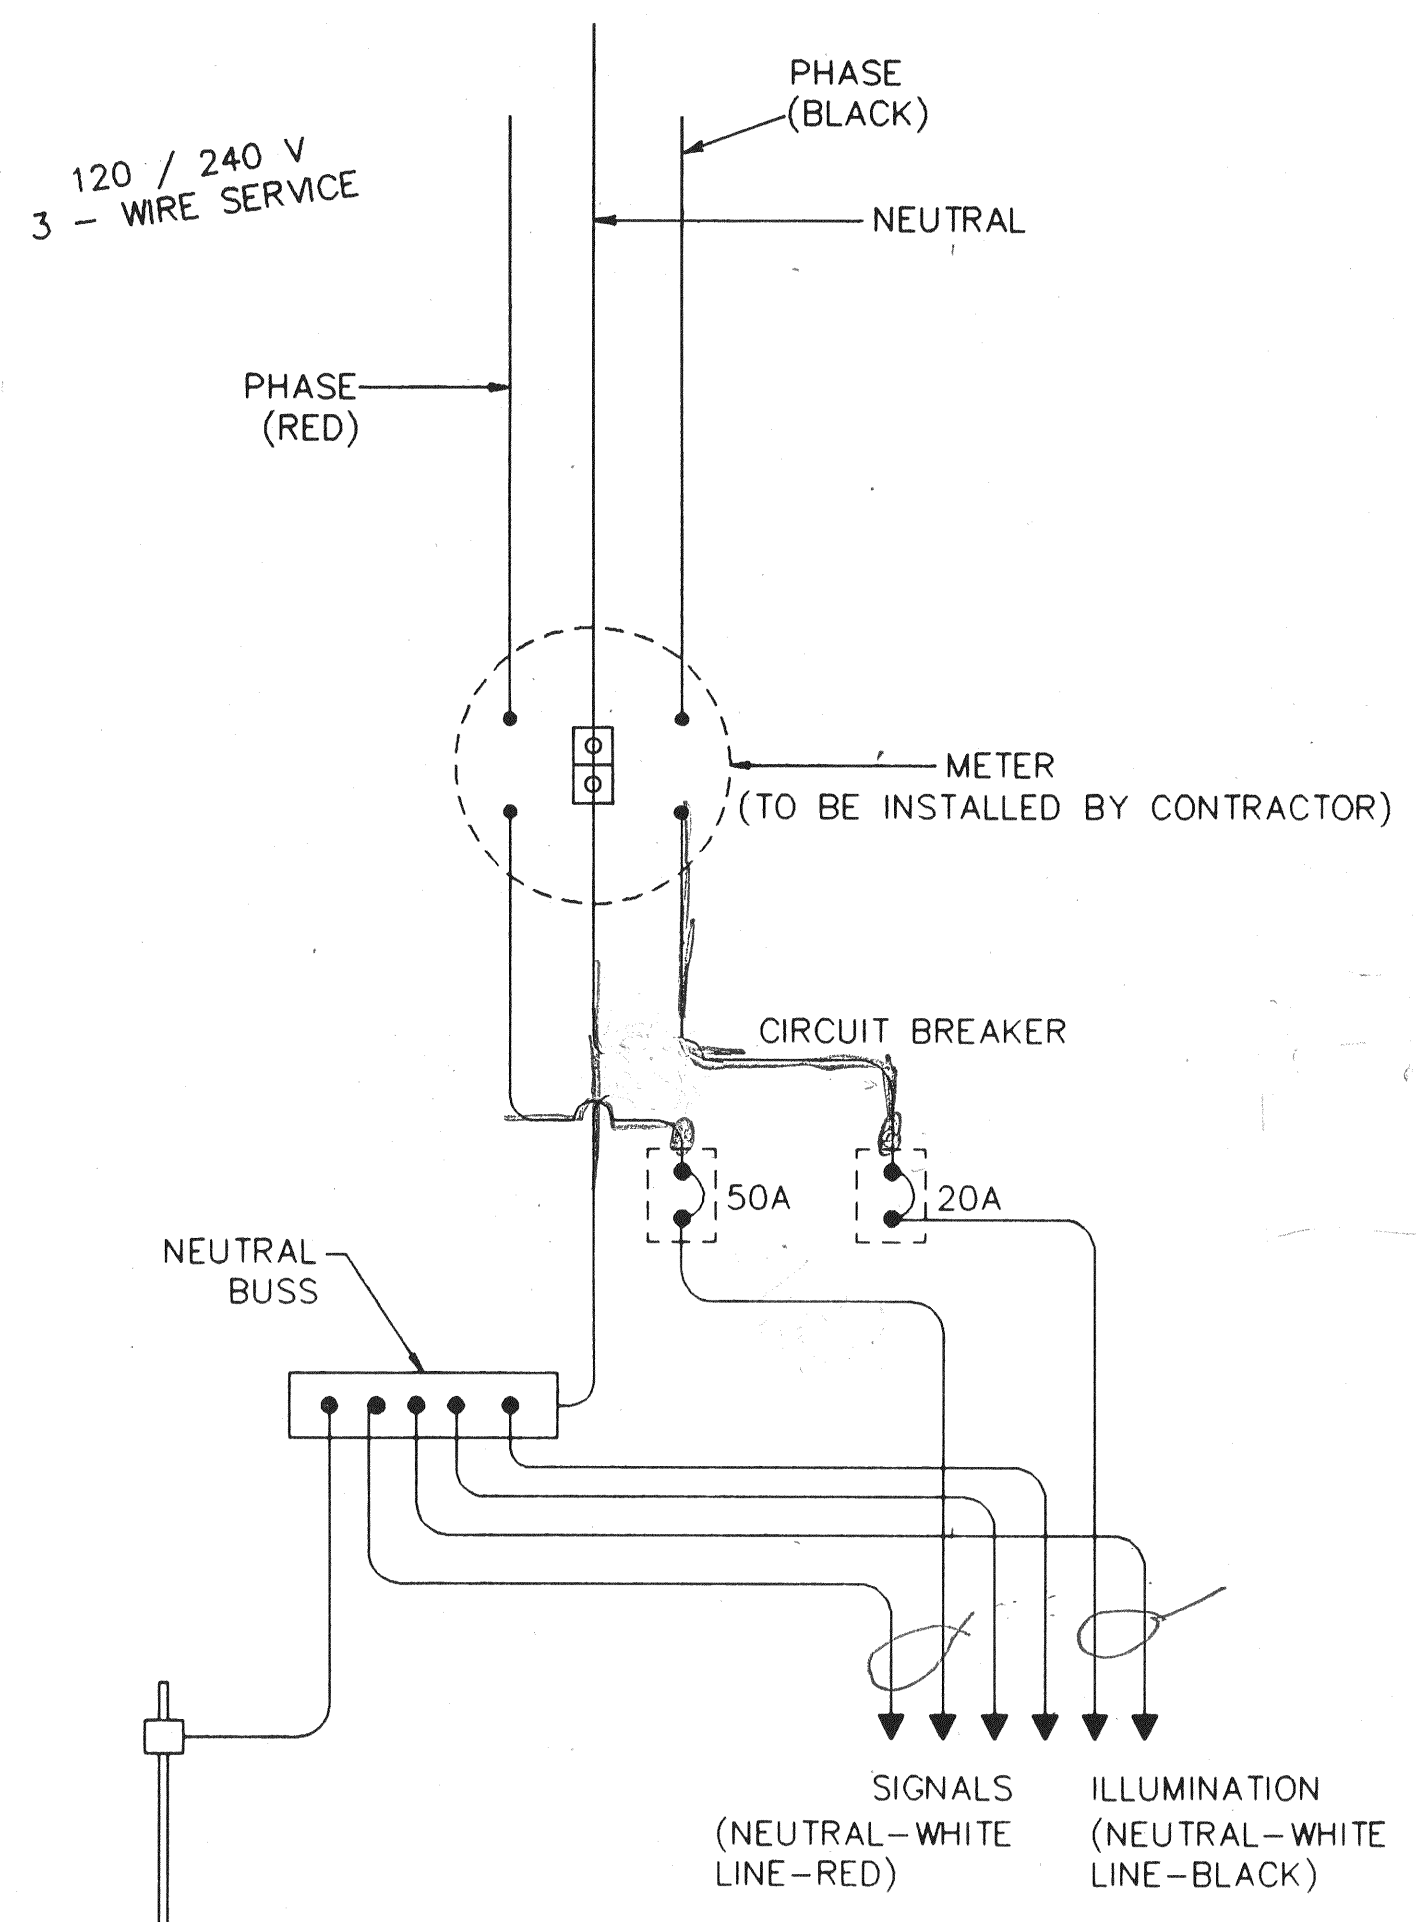 PHASE
(BLACK)
120 / 240 V
3 - WIRE SERVICE
NEUTRAL
PHASE
(RED)
METER
(TO BE INSTALLED BY CONTRACTOR)
CIRCUIT BREAKER
50A
20A
NEUTRAL
BUSS
SIGNALS
(NEUTRAL-WHITE
LINE-RED)
ILLUMINATION
(NEUTRAL-WHITE
LINE-BLACK)